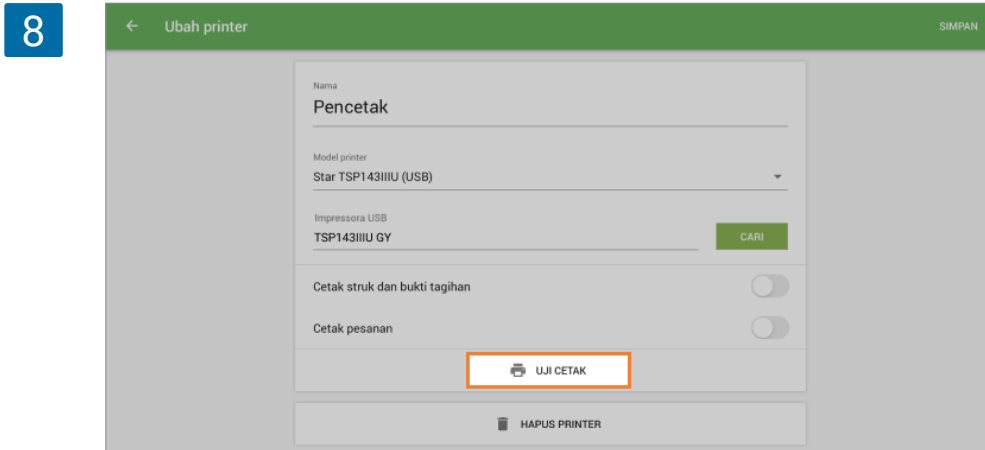 8
Ubah printer
SIMPAN
Nama
Pencetak
Model printer
Star TSP143IIIU (USB)
Impressora USB
TSP143IIIU GY
CARI
Cetak struk dan bukti tagihan
Cetak pesanan
UJI CETAK
HAPUS PRINTER